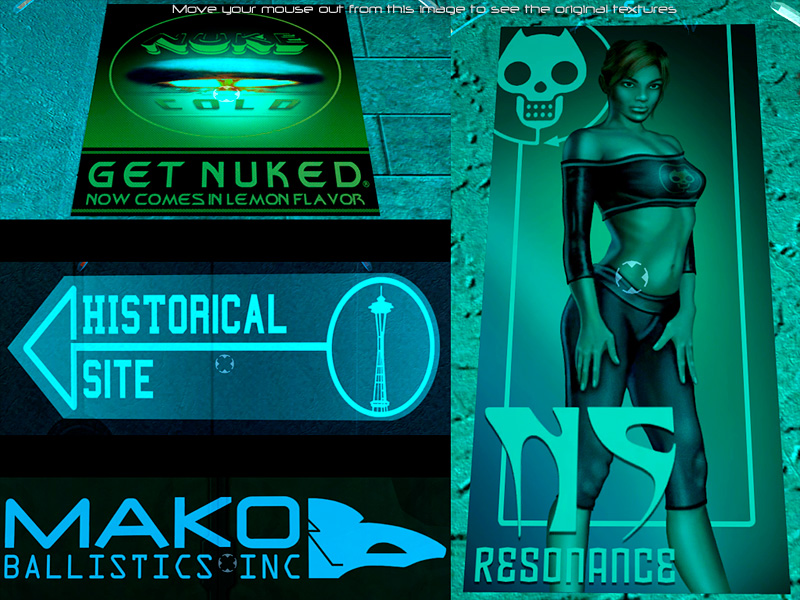 Move your mouse out from this image to see the original textures
NUKE
COLD
GET NUKED®
NOW COMES IN LEMON FLAVOR
HISTORICAL
SITE
MAKO
BALLISTICS INC
NG
RESONANCE